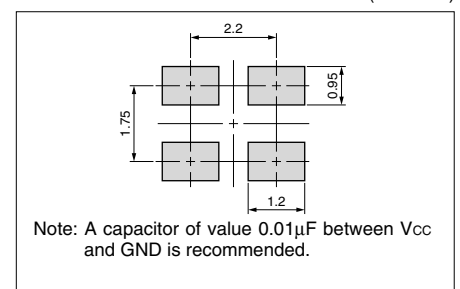 2.2
0.95
1.75
1.2
Note: A capacitor of value 0.01μF between Vcc
and GND is recommended.